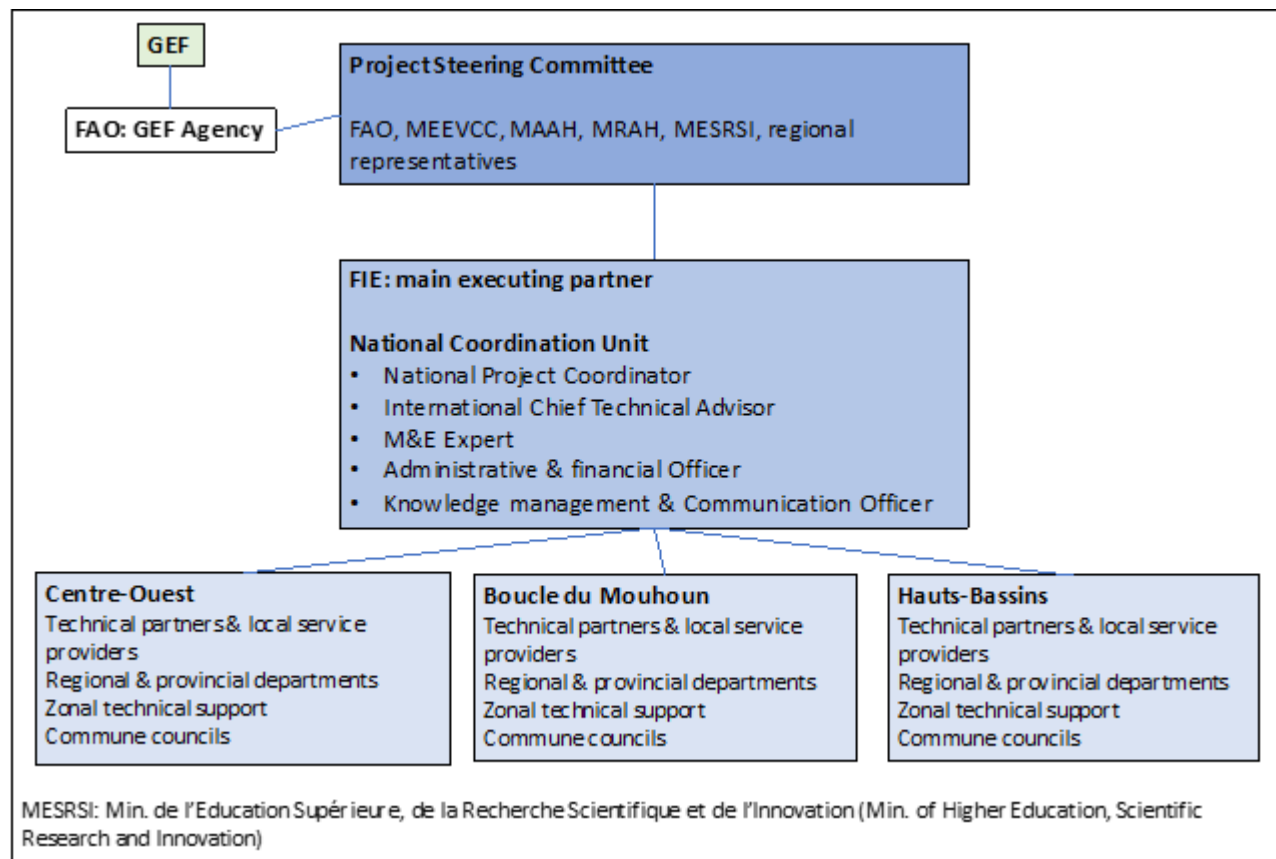 GEF
FAO: GEF Agency
Project Steering Committee
FAO, MEEVCC, MAAH, MRAH, MESRSI, regional
representatives
FIE: main executing partner
National Coordination Unit
• National Project Coordinator
• International Chief Technical Advisor
• M&E Expert
• Administrative & financial Officer
• Knowledge management & Communication Officer
Centre-Ouest
Technical partners & local service
providers
Regional & provincial departments
Zonal technical support
Commune councils
Boucle du Mouhoun
Technical partners & local service
providers
Regional & provincial departments
Zonal technical support
Commune councils
Hauts-Bassins
Technical partners & local service
providers
Regional & provincial departments
Zonal technical support
Commune councils
MESRSI: Min. de l’Education Supérieure, de la Recherche Scientifique et de l’Innovation (Min. of Higher Education, Scientific
Research and Innovation)